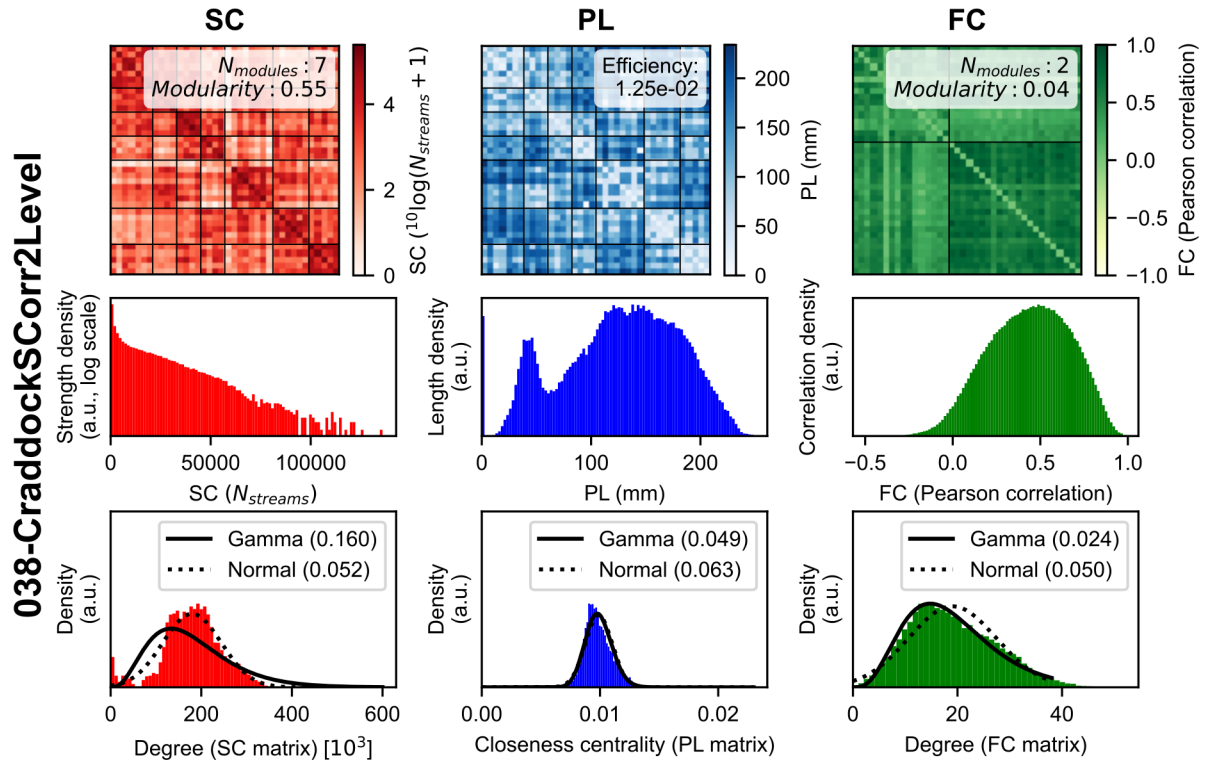 038-CraddockSCorr2Level
SC
N_modules : 7
Modularity : 0.55
4
2
0
SC (¹⁰log(N_streams + 1)
PL
Efficiency:
1.25e-02
200
150
100
50
0
PL (mm)
FC
N_modules : 2
Modularity : 0.04
1.0
0.5
0.0
−0.5
−1.0
FC (Pearson correlation)
Strength density
(a.u., log scale)
0 50000 100000
SC (N_streams)
Length density
(a.u.)
0 100 200
PL (mm)
Correlation density
(a.u.)
−0.5 0.0 0.5 1.0
FC (Pearson correlation)
Density
(a.u.)
Gamma (0.160)
Normal (0.052)
0 200 400 600
Degree (SC matrix) [10³]
Density
(a.u.)
Gamma (0.049)
Normal (0.063)
0.00 0.01 0.02
Closeness centrality (PL matrix)
Density
(a.u.)
Gamma (0.024)
Normal (0.050)
0 20 40
Degree (FC matrix)